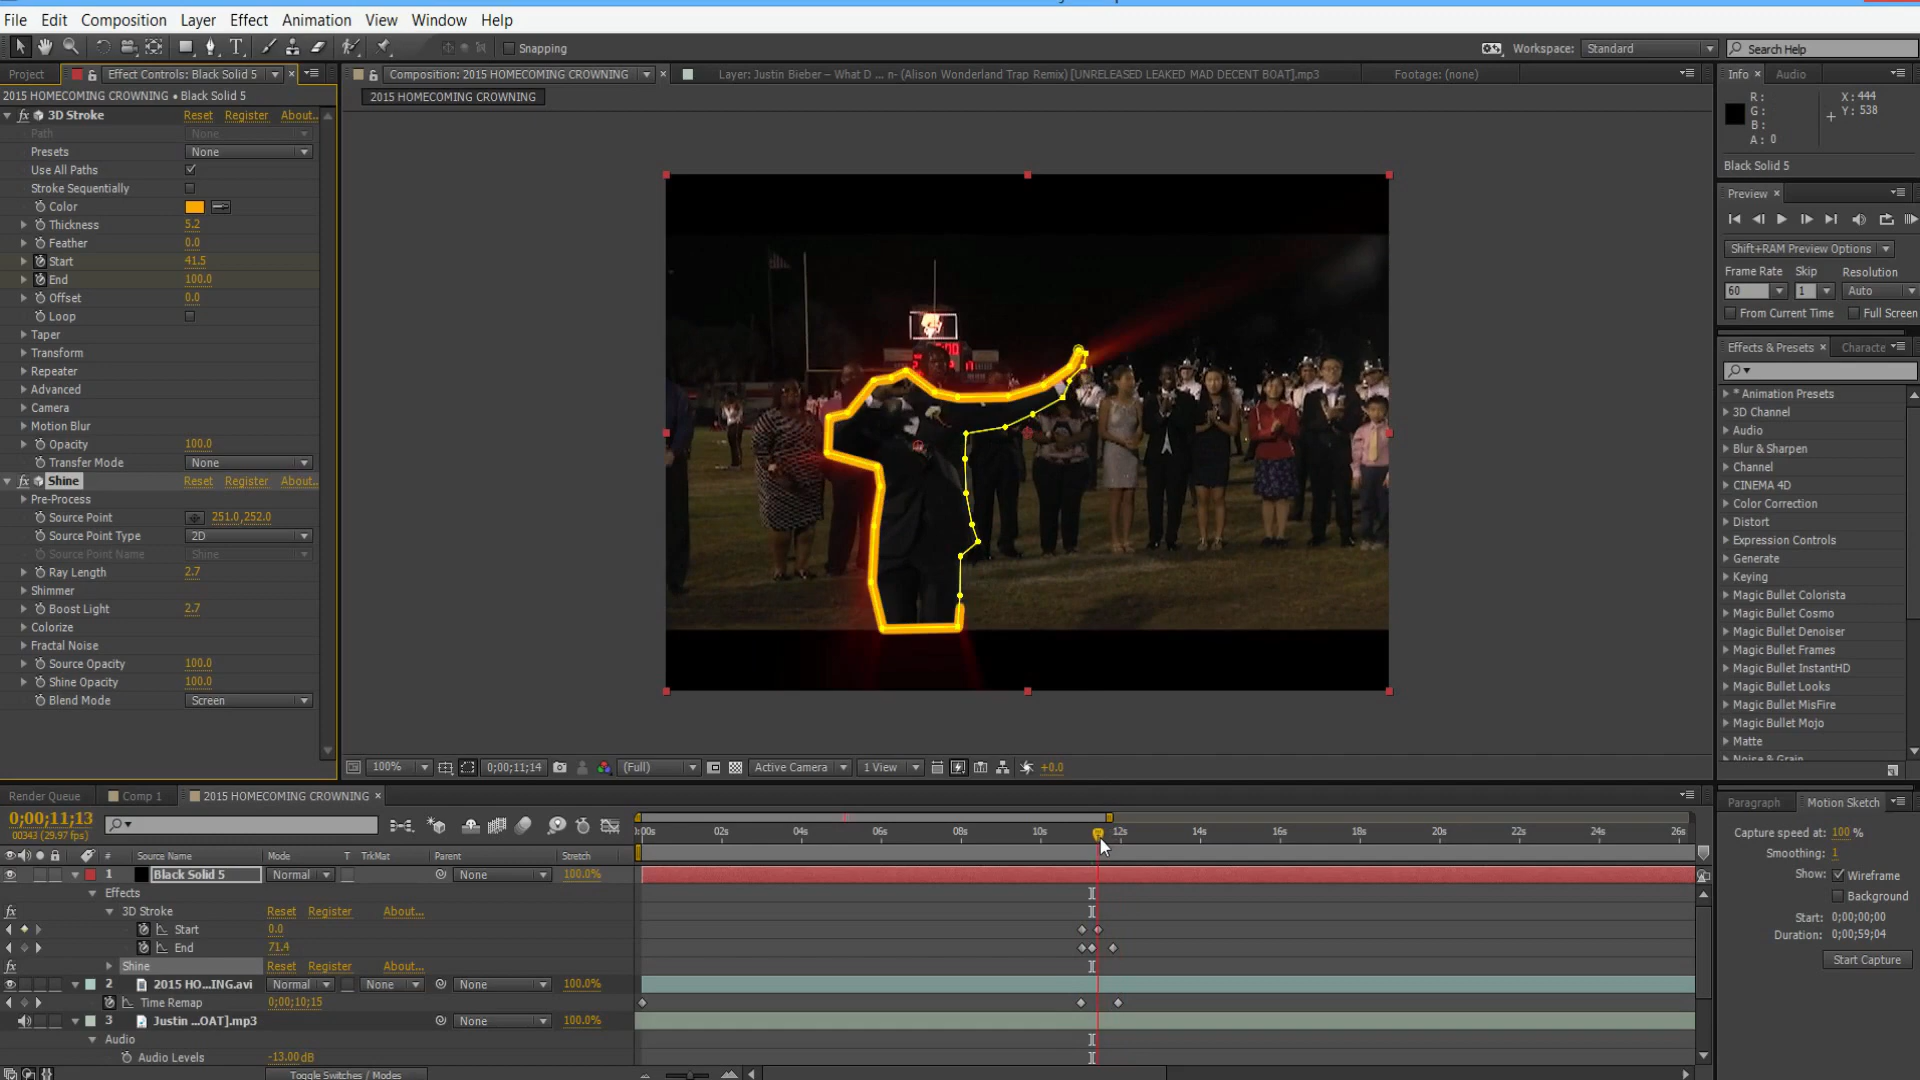 File Edit Composition Layer Effect Animation View Window Help
Snapping
Workspace: Standard
Search Help
Project
Effect Controls: Black Solid 5
Composition: 2015 HOMECOMING CROWNING
Layer: Justin Bieber – What D ... n- (Alison Wonderland Trap Remix) [UNRELEASED LEAKED MAD DECENT BOAT].mp3
Footage: (none)
2015 HOMECOMING CROWNING • Black Solid 5
2015 HOMECOMING CROWNING
fx 3D Stroke Reset Register About...
Path None
Presets None
Use All Paths
Stroke Sequentially
Color
Thickness 5.2
Feather 0.0
Start 41.5
End 100.0
Offset 0.0
Loop
Taper
Transform
Repeater
Advanced
Camera
Motion Blur
Opacity 100.0
Transfer Mode None
fx Shine Reset Register About...
Pre-Process
Source Point 251.0,252.0
Source Point Type 2D
Source Point Name Shine
Ray Length 2.7
Shimmer
Boost Light 2.7
Colorize
Fractal Noise
Source Opacity 100.0
Shine Opacity 100.0
Blend Mode Screen
100% 0;00;11;14 (Full) Active Camera 1 View +0.0
Info Audio
R: X: 444
G: Y: 538
B:
A: 0
Black Solid 5
Preview
Shift+RAM Preview Options
Frame Rate Skip Resolution
60 1 Auto
From Current Time Full Screen
Effects & Presets Characte
* Animation Presets
3D Channel
Audio
Blur & Sharpen
Channel
CINEMA 4D
Color Correction
Distort
Expression Controls
Generate
Keying
Magic Bullet Colorista
Magic Bullet Cosmo
Magic Bullet Denoiser
Magic Bullet Frames
Magic Bullet InstantHD
Magic Bullet Looks
Magic Bullet MisFire
Magic Bullet Mojo
Matte
Noise & Grain
Paragraph Motion Sketch
Capture speed at: 100 %
Smoothing: 1
Show: Wireframe
Background
Start: 0;00;00;00
Duration: 0;00;59;04
Start Capture
Render Queue Comp 1 2015 HOMECOMING CROWNING
0;00;11;13
00343 (29.97 fps)
:00s 02s 04s 06s 08s 10s 12s 14s 16s 18s 20s 22s 24s 26s
# Source Name Mode T TrkMat Parent Stretch
1 Black Solid 5 Normal None 100.0%
Effects
fx 3D Stroke Reset Register About...
Start 0.0
End 71.4
fx Shine Reset Register About...
2 2015 HO...ING.avi Normal None None 100.0%
Time Remap 0;00;10;15
3 Justin ...OAT].mp3 None 100.0%
Audio
Audio Levels -13.00 dB
Toggle Switches / Modes